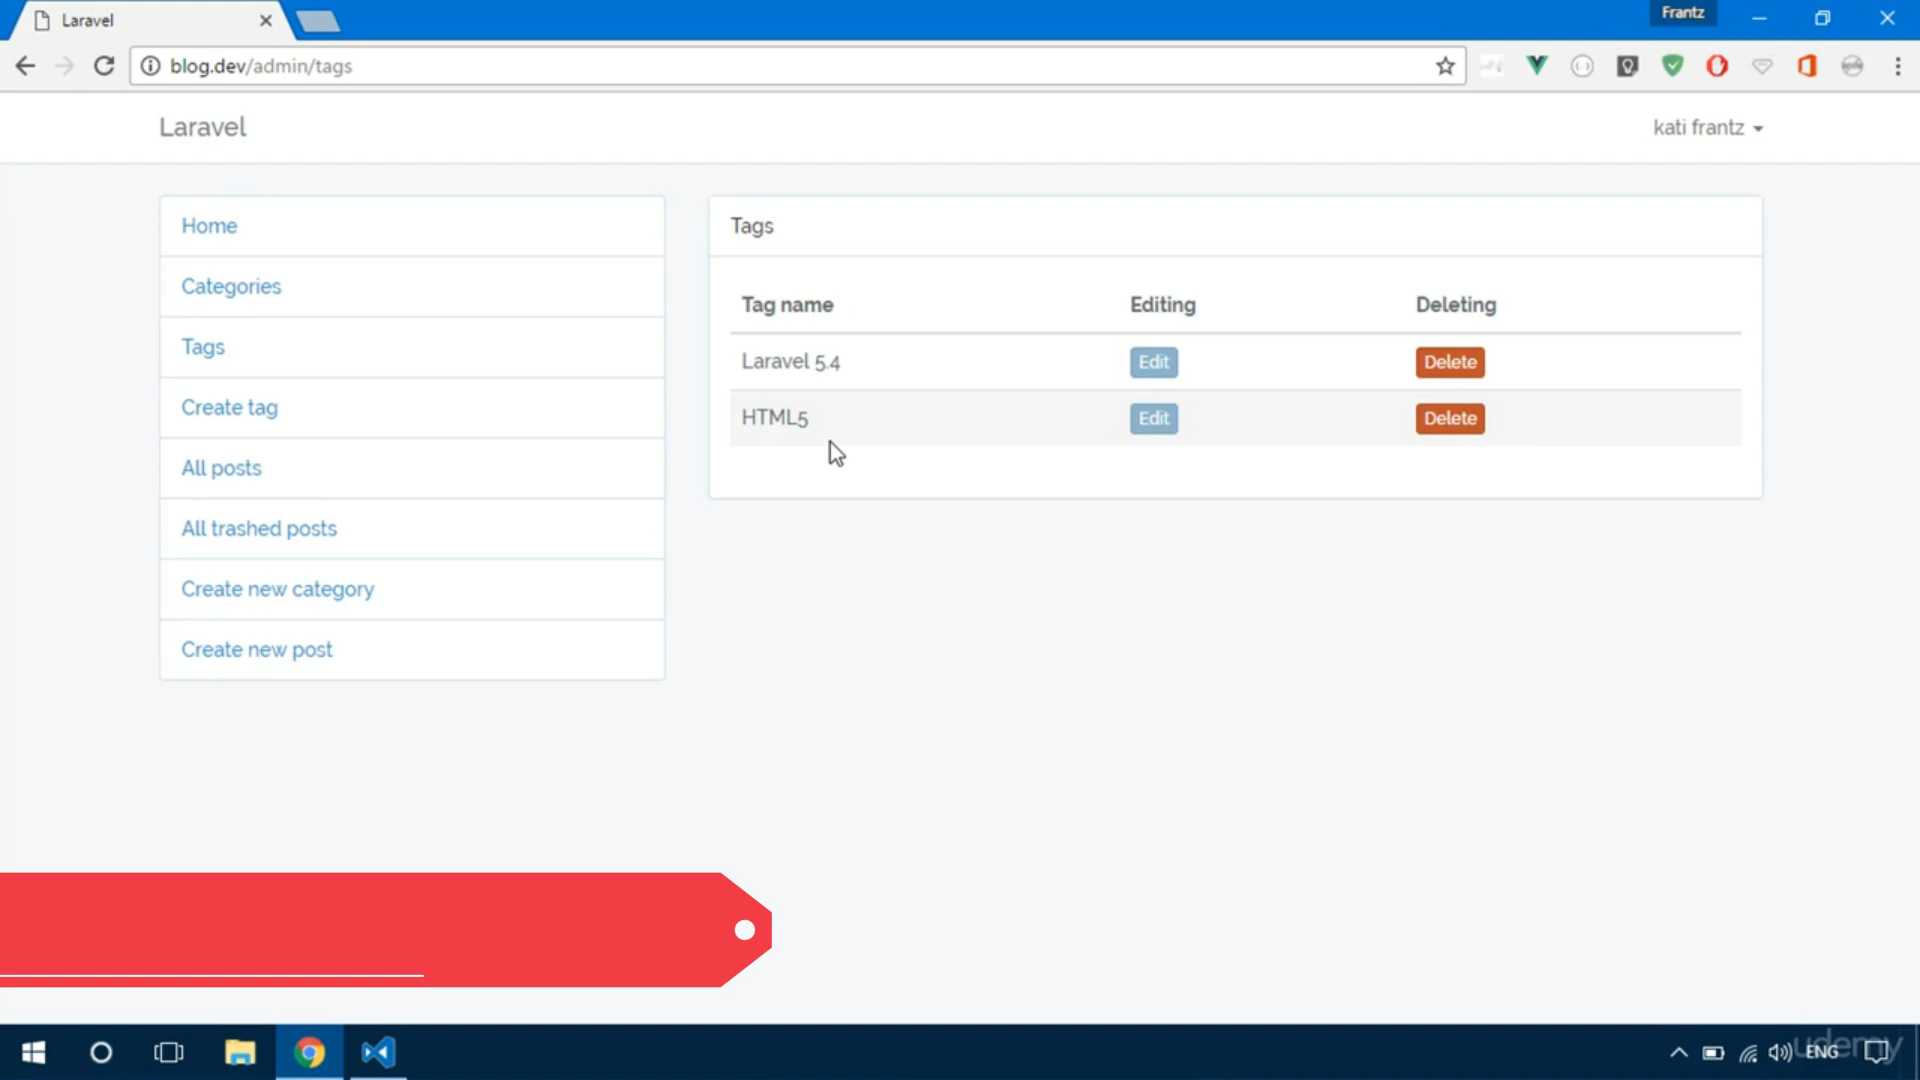 Laravel
Frantz
blog.dev/admin/tags
Laravel
kati frantz
Home
Categories
Tags
Create tag
All posts
All trashed posts
Create new category
Create new post
Tags
Tag name Editing Deleting
Laravel 5.4 Edit Delete
HTML5 Edit Delete
ENG
udemy